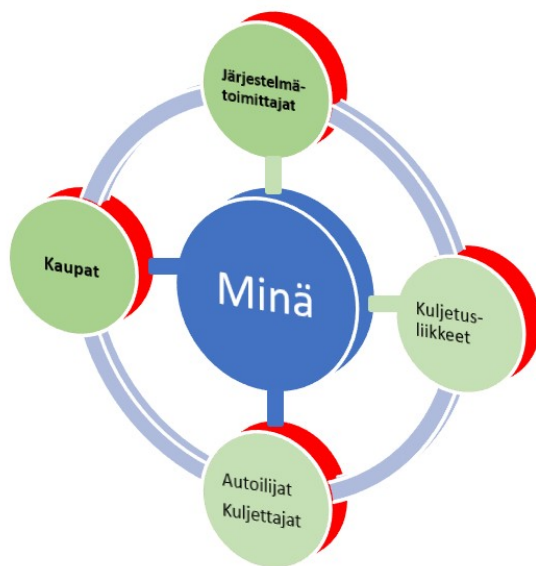 Järjestelmä-
toimittajat
Kaupat
Minä
Kuljetus-
liikkeet
Autoilijat
Kuljettajat